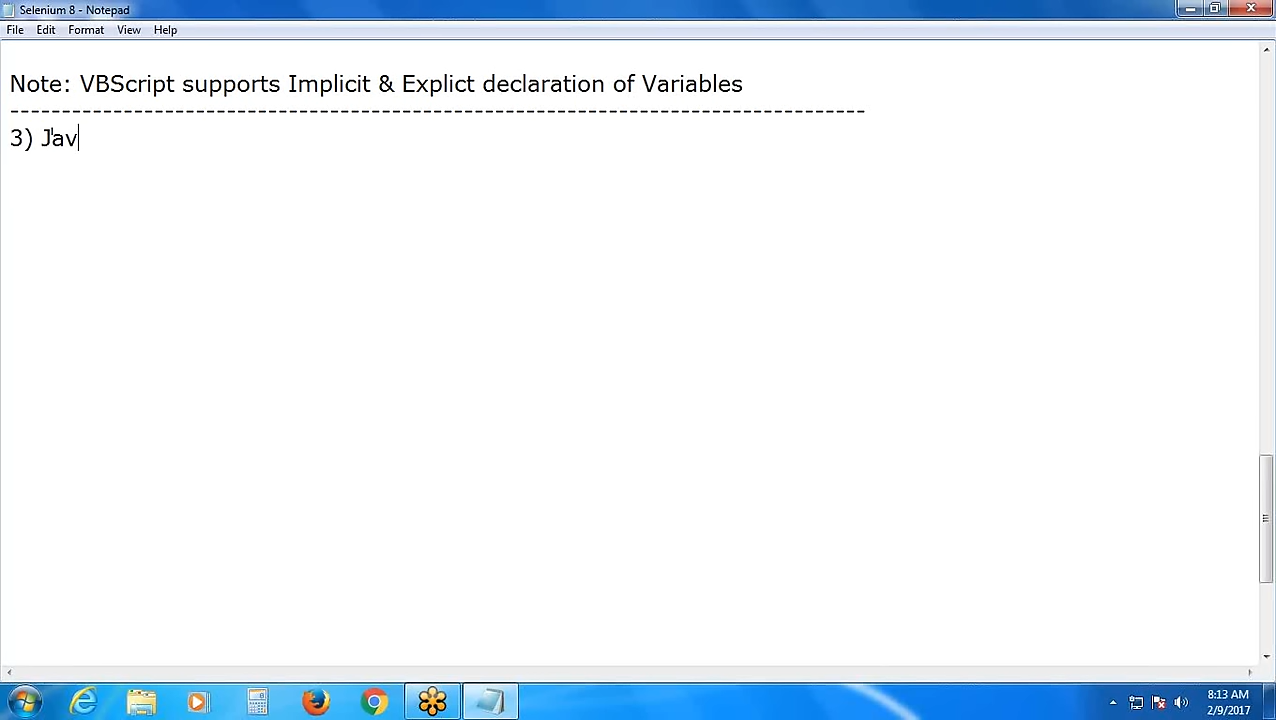 Selenium 8 - Notepad
File Edit Format View Help
Note: VBScript supports Implicit & Explict declaration of Variables
-----------------------------------------------------------------------------------
3) Jav
8:13 AM
2/9/2017